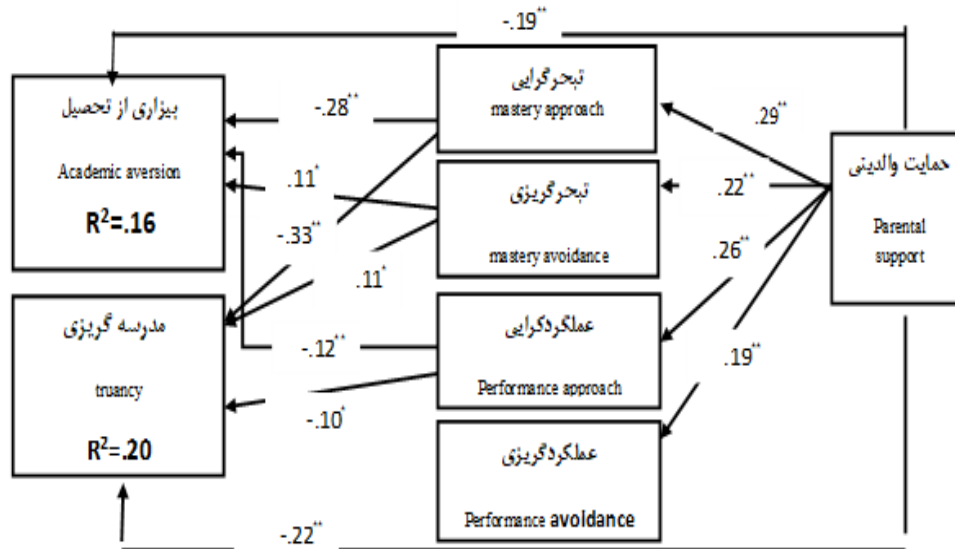 -.19**
بیزاری از تحصیل
Academic aversion
R²=.16
مدرسه گریزی
truancy
R²=.20
-.28**
.11*
-.33**
.11*
-.12**
-.10*
تبحرگرایی
mastery approach
تبحرگریزی
mastery avoidance
عملکردکرایی
Performance approach
عملکردگریزی
Performance avoidance
.29**
.22**
.26**
.19**
حمایت والدینی
Parental
support
-.22**